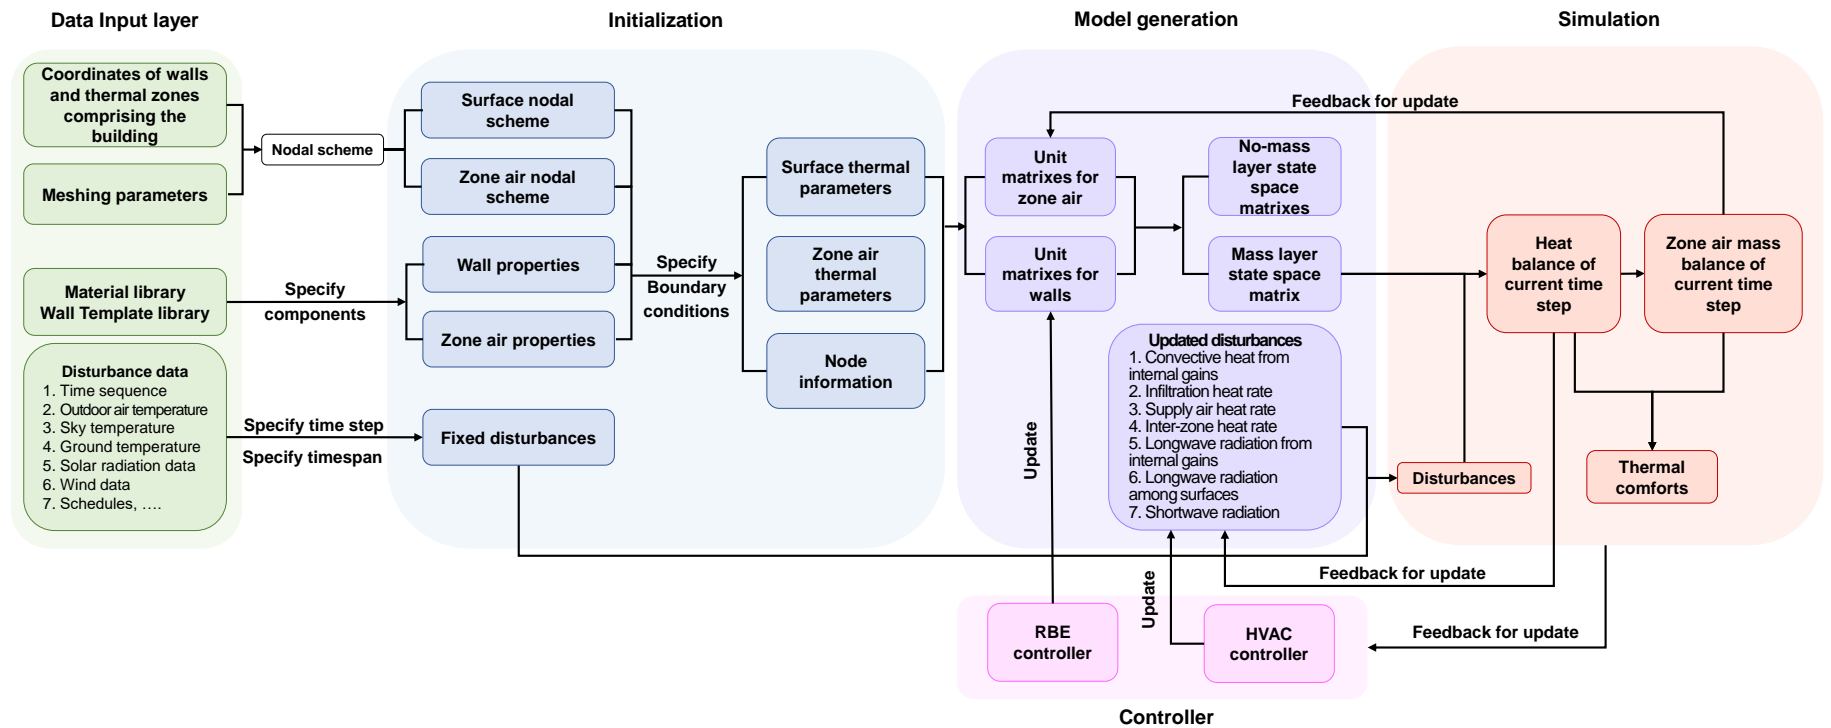 Data Input layer
Initialization
Model generation
Simulation
Coordinates of walls
and thermal zones
comprising the
building
Meshing parameters
Material library
Wall Template library
Disturbance data
1. Time sequence
2. Outdoor air temperature
3. Sky temperature
4. Ground temperature
5. Solar radiation data
6. Wind data
7. Schedules, ….
Nodal scheme
Specify
components
Specify time step
Specify timespan
Surface nodal
scheme
Zone air nodal
scheme
Wall properties
Zone air properties
Fixed disturbances
Specify
Boundary
conditions
Surface thermal
parameters
Zone air
thermal
parameters
Node
information
Unit
matrixes for
zone air
Unit
matrixes for
walls
No-mass
layer state
space
matrixes
Mass layer
state space
matrix
Updated disturbances
1. Convective heat from
internal gains
2. Infiltration heat rate
3. Supply air heat rate
4. Inter-zone heat rate
5. Longwave radiation from
internal gains
6. Longwave radiation
among surfaces
7. Shortwave radiation
Update
Update
Feedback for update
Heat
balance of
current time
step
Zone air mass
balance of
current time
step
Disturbances
Thermal
comforts
Feedback for update
Feedback for update
RBE
controller
HVAC
controller
Controller